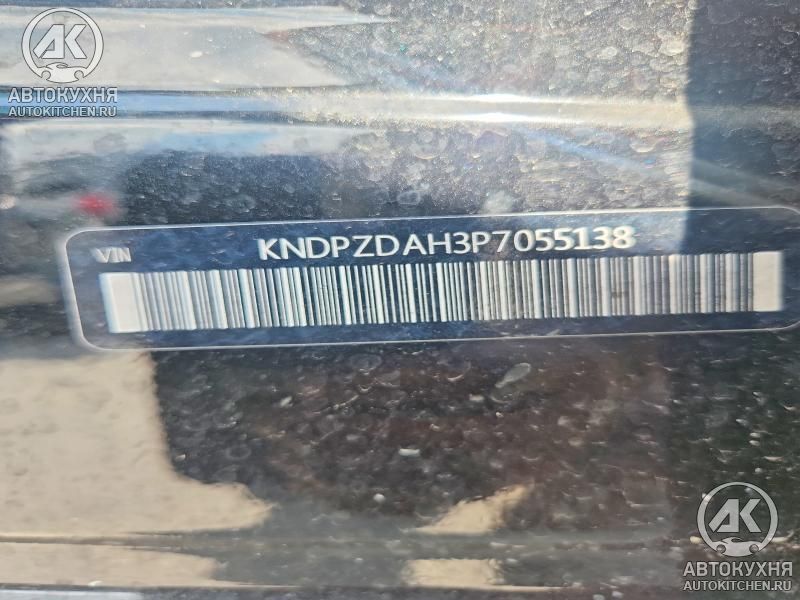 АК
АВТОКУХНЯ
AUTOKITCHEN.RU
VIN
KNDPZDAH3P7055138
АК
АВТОКУХНЯ
AUTOKITCHEN.RU